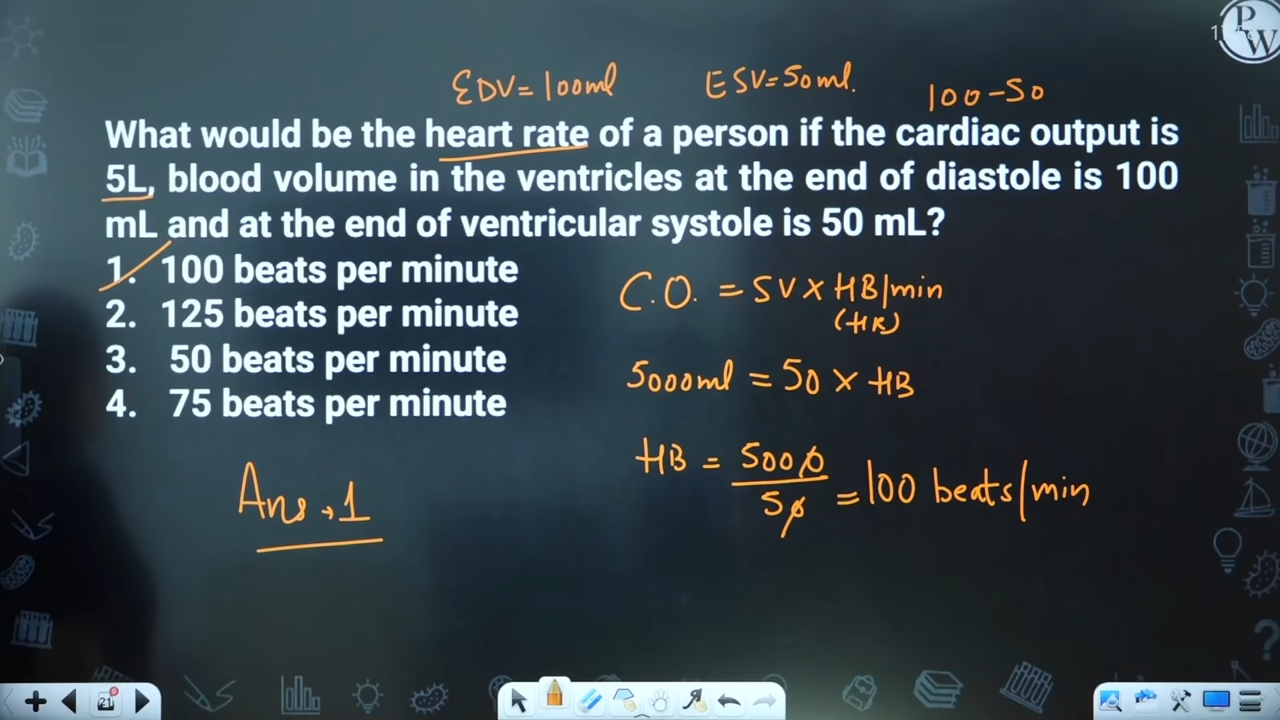 PW
EDV = 100ml ESV = 50ml. 100 - 50
What would be the heart rate of a person if the cardiac output is
5L, blood volume in the ventricles at the end of diastole is 100
mL and at the end of ventricular systole is 50 mL?
1. 100 beats per minute
2. 125 beats per minute
3. 50 beats per minute
4. 75 beats per minute
C.O. = SV × HB/min
(HR)
5000ml = 50 × HB
HB = 5000/50 = 100 beats/min
Ans. 1
21